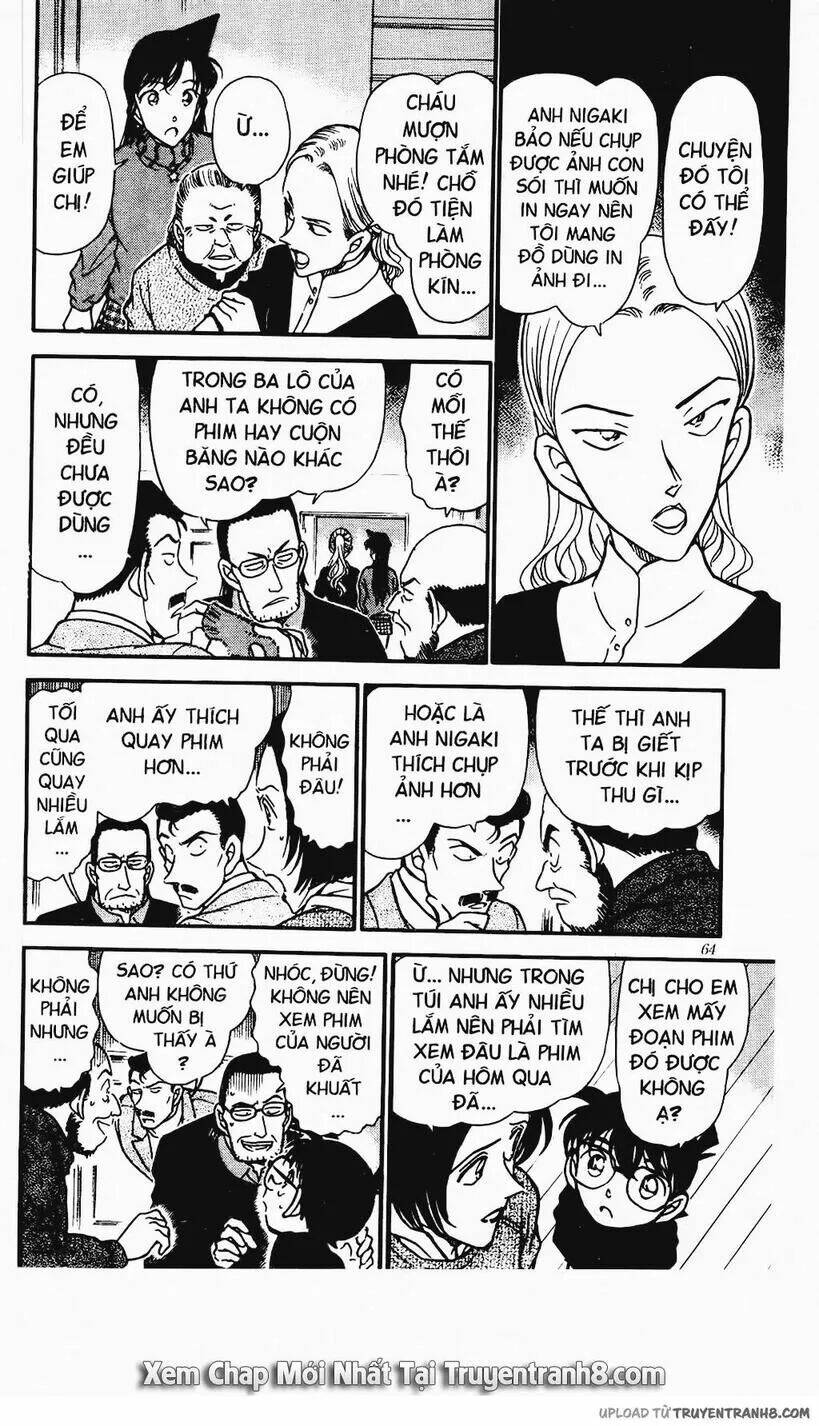 CHUYỆN
ĐÓ TÔI
CÓ THỂ
ĐẤY!
ANH NIGAKI
BẢO NẾU CHỤP
ĐƯỢC ẢNH CON
SÓI THÌ MUỐN
IN NGAY NÊN
TÔI MANG
ĐỒ DÙNG IN
ẢNH ĐI...
CHÁU
MƯỢN
PHÒNG TẮM
NHÉ! CHỖ
ĐÓ TIỆN
LÀM
PHÒNG
KÍN...
Ừ...
ĐỂ
EM
GIÚP
CHỊ!
CÓ
MỖI
THẾ
THÔI
À?
TRONG BA LÔ CỦA
ANH TA KHÔNG CÓ
PHIM HAY CUỘN
BĂNG NÀO KHÁC
SAO?
CÓ,
NHƯNG
ĐỀU
CHƯA
ĐƯỢC
DÙNG
...
THẾ THÌ ANH
TA BỊ GIẾT
TRƯỚC KHI KỊP
THU GÌ...
HOẶC LÀ
ANH NIGAKI
THÍCH CHỤP
ẢNH HƠN
...
KHÔNG
PHẢI
ĐÂU!
ANH ẤY THÍCH
QUAY PHIM
HƠN...
TỐI
QUA
CŨNG
QUAY
NHIỀU
LẮM
...
64
CHỊ CHO EM
XEM MẤY
ĐOẠN PHIM
ĐÓ ĐƯỢC
KHÔNG
Ạ?
Ừ... NHƯNG TRONG
TÚI ANH ẤY NHIỀU
LẮM NÊN PHẢI TÌM
XEM ĐÂU LÀ PHIM
CỦA HÔM QUA
ĐÃ...
NHÓC, ĐỪNG!
KHÔNG NÊN
XEM PHIM
CỦA NGƯỜI
ĐÃ
KHUẤT
...
SAO? CÓ THỨ
ANH KHÔNG
MUỐN BỊ
THẤY À
?
KHÔNG
PHẢI
NHƯNG
...
Xem Chap Mới Nhất Tại Truyentranh8.com
UPLOAD TỪ TRUYENTRANH8.COM